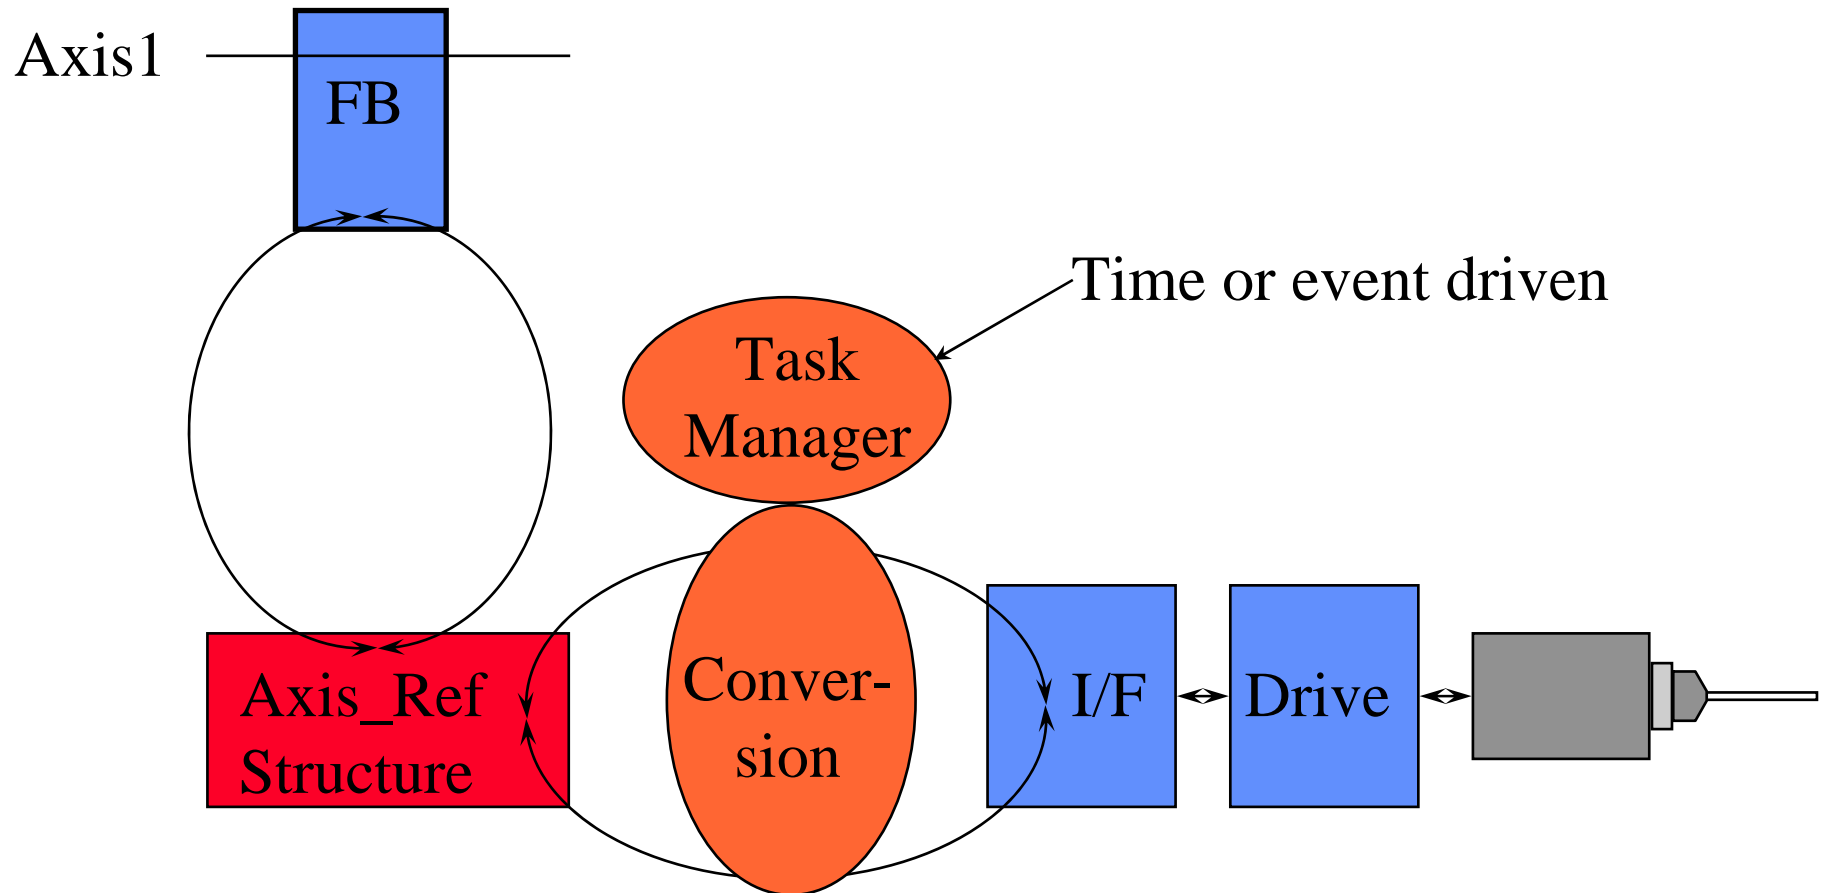 Axis1
FB
Time or event driven
Task
Manager
Conver-
sion
Axis_Ref
Structure
I/F
Drive